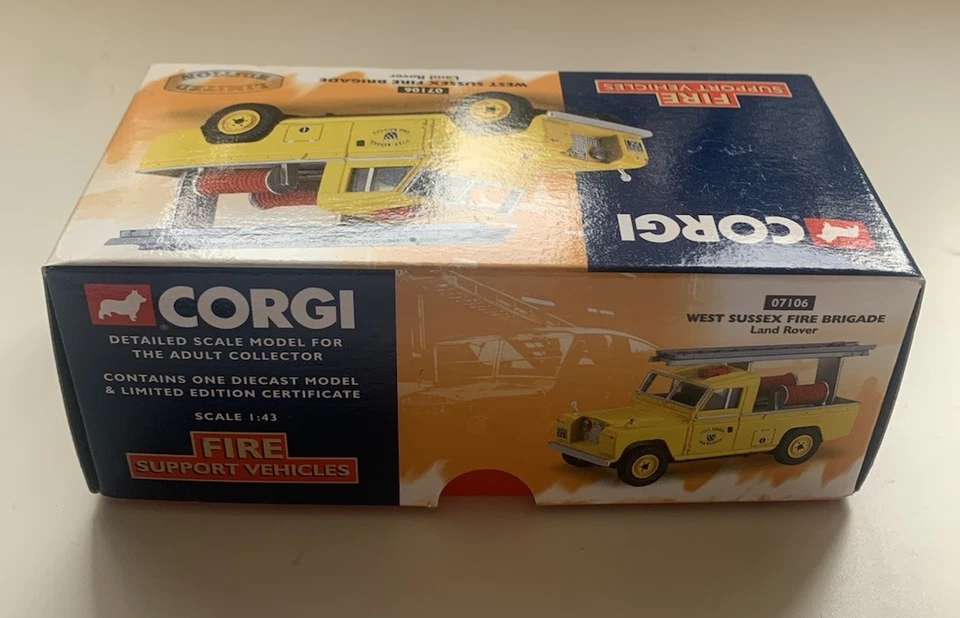 LIMITED
EDITION
07106
WEST SUSSEX FIRE BRIGADE
Land Rover
FIRE
SUPPORT VEHICLES
CORGI
CORGI
DETAILED SCALE MODEL FOR
THE ADULT COLLECTOR
CONTAINS ONE DIECAST MODEL
& LIMITED EDITION CERTIFICATE
SCALE 1:43
FIRE
SUPPORT VEHICLES
07106
WEST SUSSEX FIRE BRIGADE
Land Rover